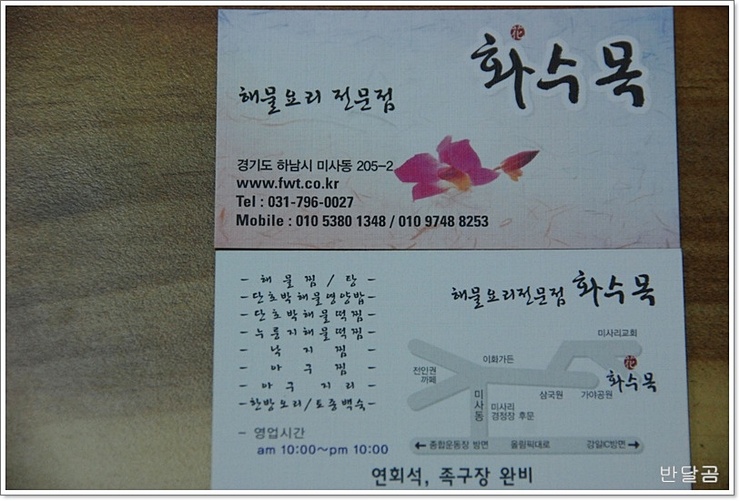 花
화수목
해물요리 전문점
경기도 하남시 미사동 205-2
www.fwt.co.kr
Tel : 031-796-0027
Mobile : 010 5380 1348 / 010 9748 8253
- 해물찜/탕 -
- 단호박해물영양밥 -
- 단호박해물떡찜 -
- 누룽지해물떡찜 -
- 낙지찜 -
- 아구찜 -
- 아구지리 -
- 한방오리/토종백숙 -
- 영업시간
am 10:00~pm 10:00
해물요리전문점 화수목
미사리교회
이화가든
전인권
까페
花
화수목
미사동
미사리
경정장 후문
삼국원
가야공원
종합운동장 방면
올림픽대로
강일IC방면
연회석, 족구장 완비
반달곰